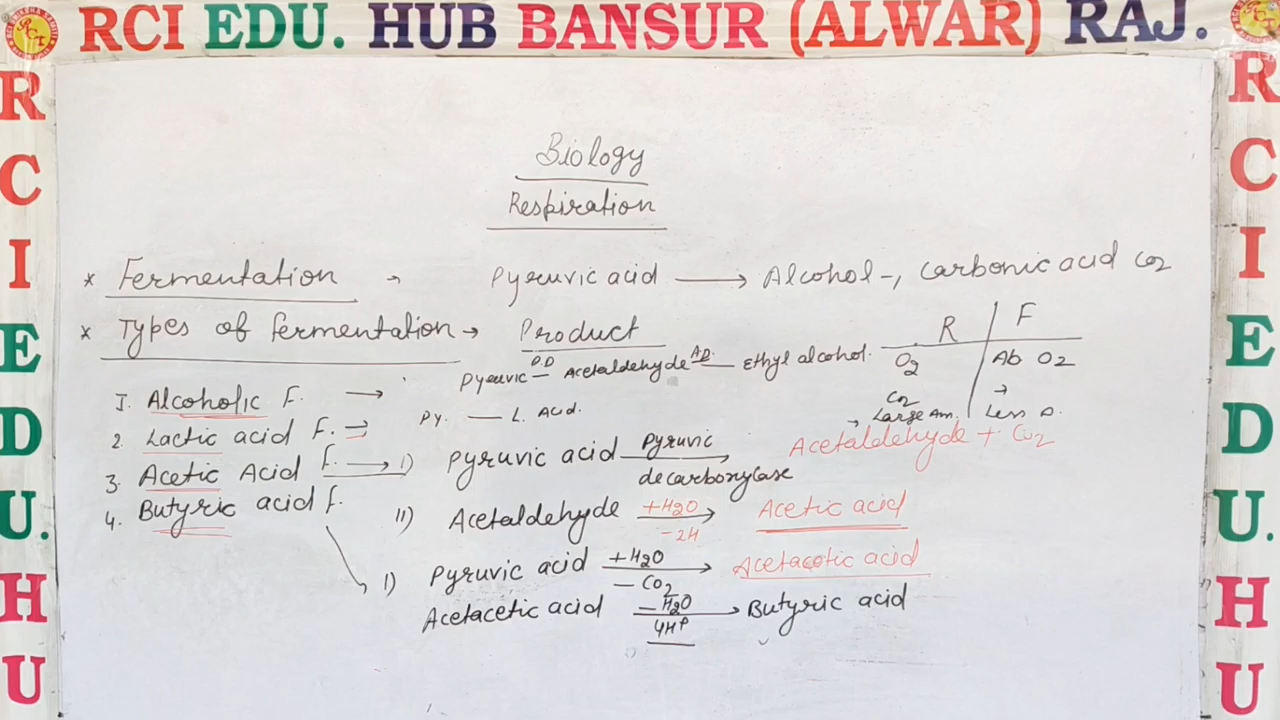 RCI EDU. HUB BANSUR (ALWAR) RAJ.
R C I E D U. H U
R C I E D U. H U
Biology
Respiration
* Fermentation → Pyruvic acid → Alcohol -, Carbonic acid Co2
* Types of fermentation → Product
R | F
O2 | Ab O2
Co2 → Large Am. | → Less A.
1. Alcoholic F. → Pyruvic — P.D Acetaldehyde A.D. — Ethyl alcohol.
2. Lactic acid F. → Py. — L. Acid.
3. Acetic Acid f. → I) Pyruvic acid Pyruvic decarboxylase → Acetaldehyde + Co2
II) Acetaldehyde +H2O -2H → Acetic acid
4. Butyric acid f.
I) Pyruvic acid +H2O - CO2 → Acetacotic acid
Acetacetic acid - H2O 4HP → Butyric acid